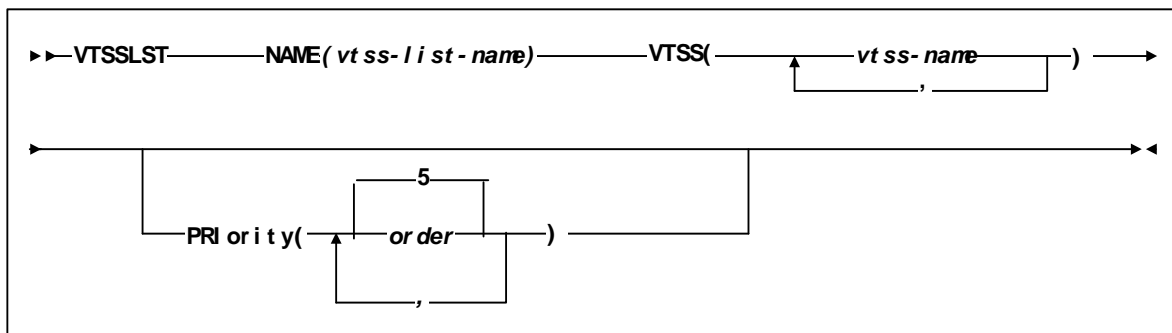 VTSSLST NAME(vtss-list-name) VTSS( vtss-name )
,
5
PRIority( order )
,